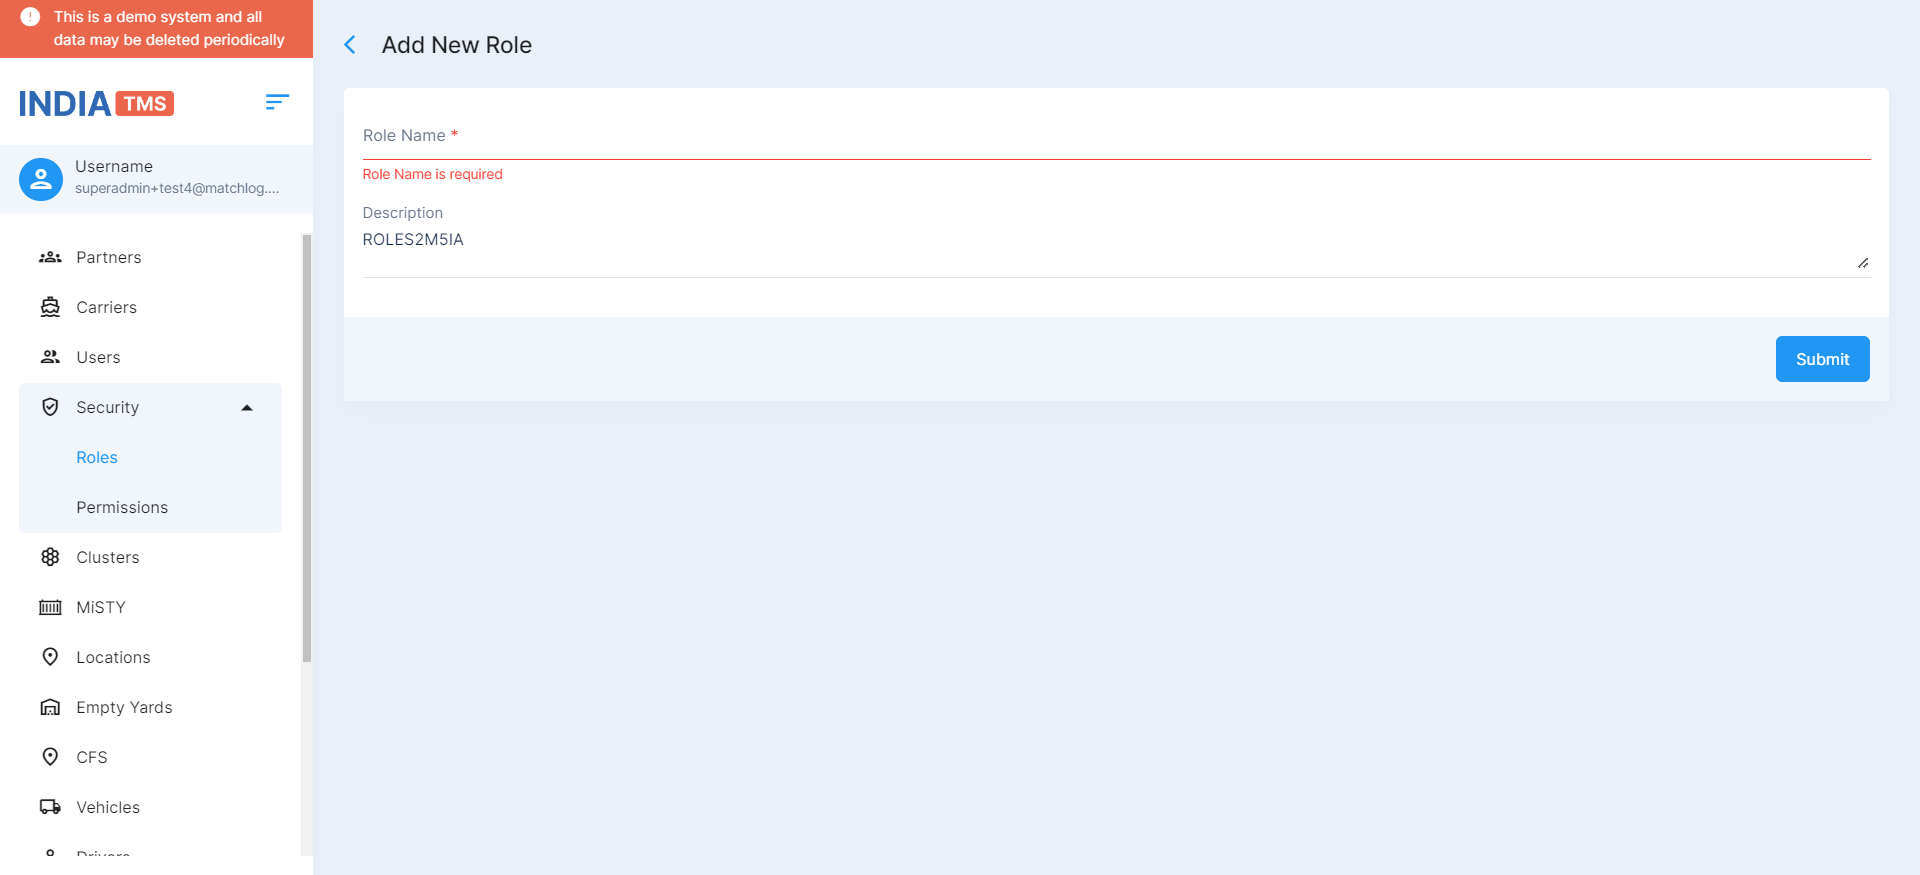 This is a demo system and all
data may be deleted periodically
INDIA TMS
Username
superadmin+test4@matchlog....
Partners
Carriers
Users
Security
Roles
Permissions
Clusters
MiSTY
Locations
Empty Yards
CFS
Vehicles
Drivers
Add New Role
Role Name *
Role Name is required
Description
ROLES2M5IA
Submit